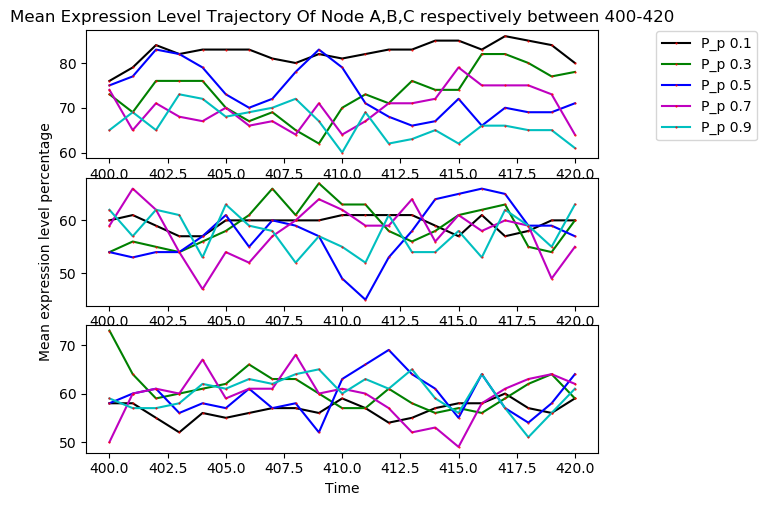 Mean Expression Level Trajectory Of Node A,B,C respectively between 400-420
P_p 0.1
P_p 0.3
P_p 0.5
P_p 0.7
P_p 0.9
Mean expression level percentage
80
70
60
400.0 402.5 405.0 407.5 410.0 412.5 415.0 417.5 420.0
60
50
400.0 402.5 405.0 407.5 410.0 412.5 415.0 417.5 420.0
70
60
50
400.0 402.5 405.0 407.5 410.0 412.5 415.0 417.5 420.0
Time